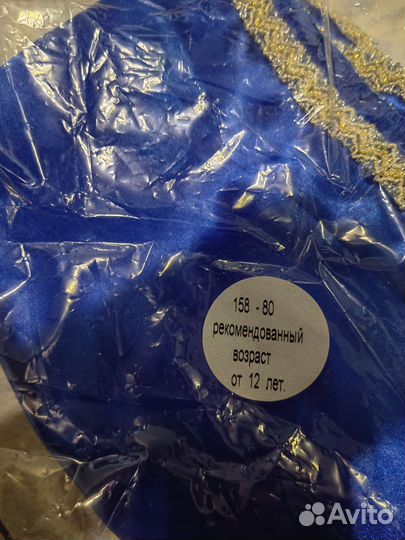 158 - 80
рекомендованный
возраст
от 12 лет.
Avito